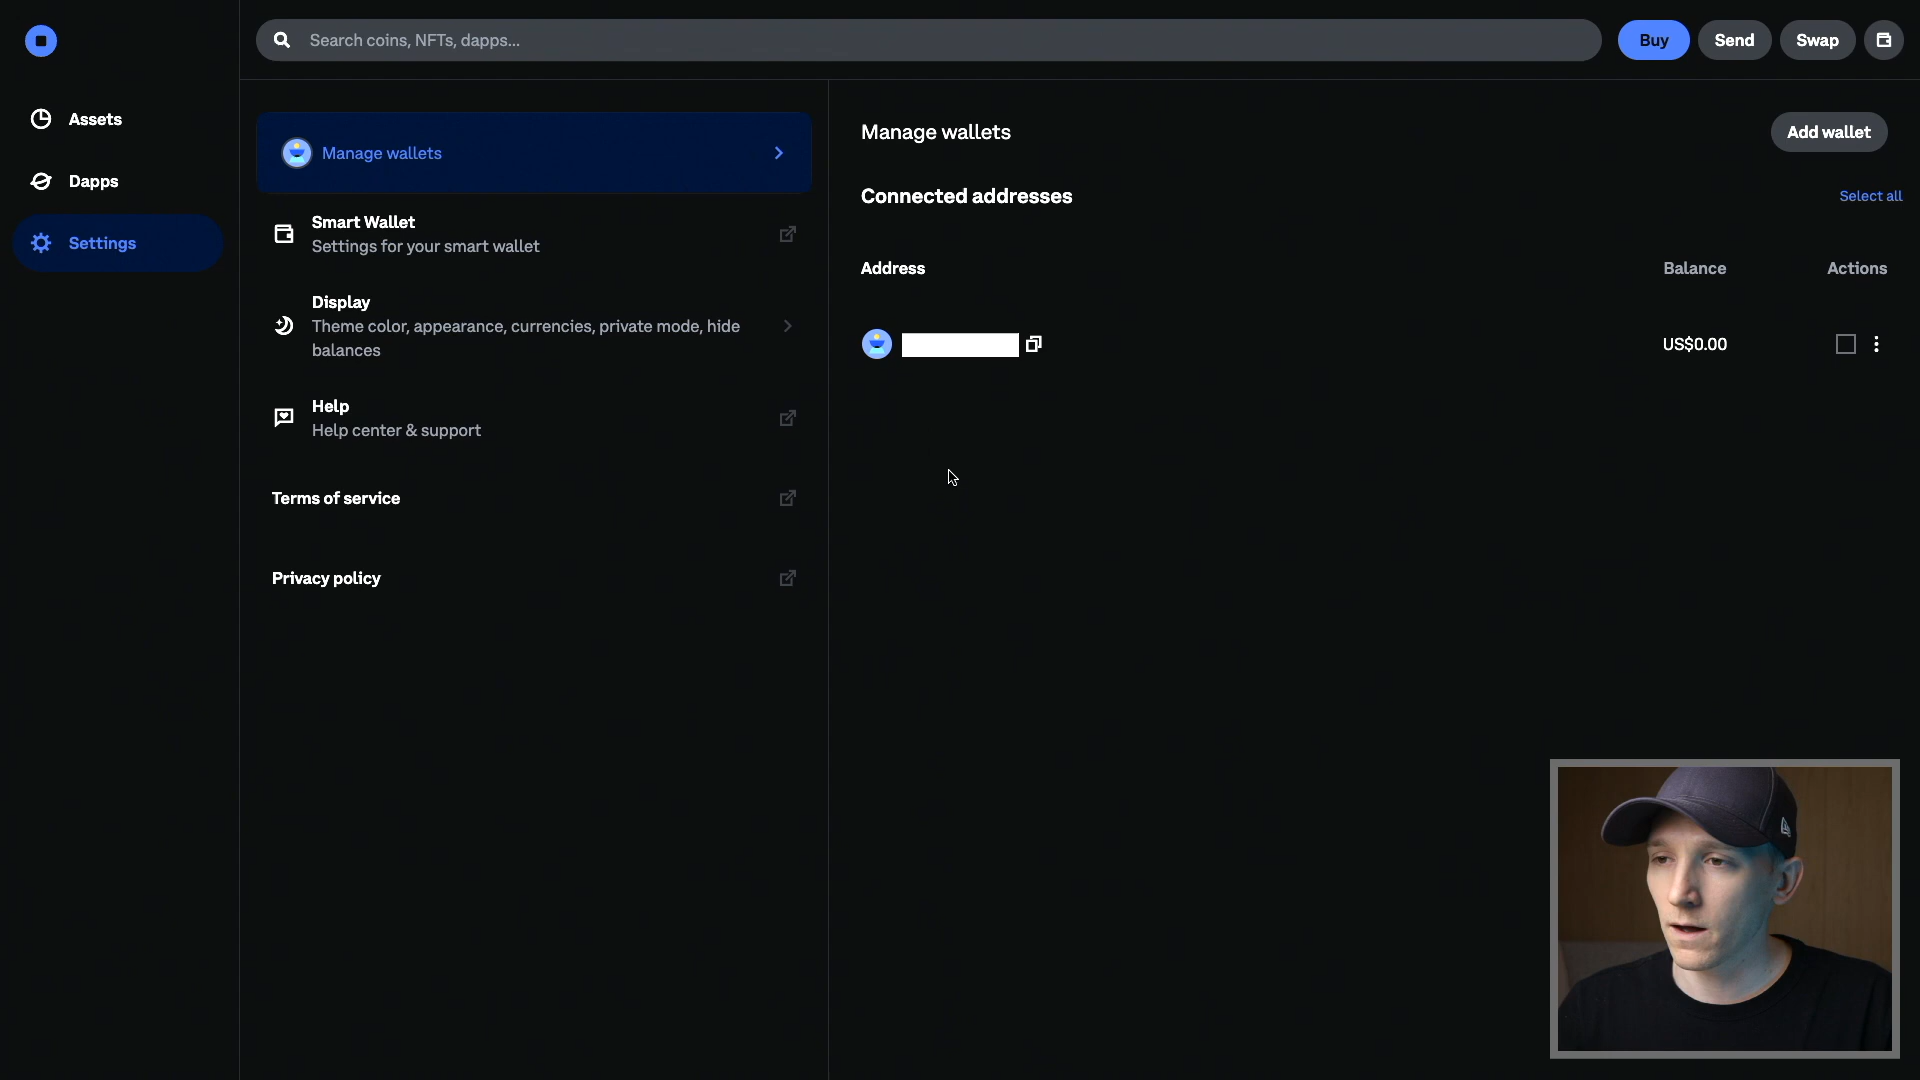 Search coins, NFTs, dapps...
Buy
Send
Swap
Assets
Dapps
Settings
Manage wallets
Smart Wallet
Settings for your smart wallet
Display
Theme color, appearance, currencies, private mode, hide
balances
Help
Help center & support
Terms of service
Privacy policy
Manage wallets
Add wallet
Connected addresses
Select all
Address
Balance
Actions
US$0.00